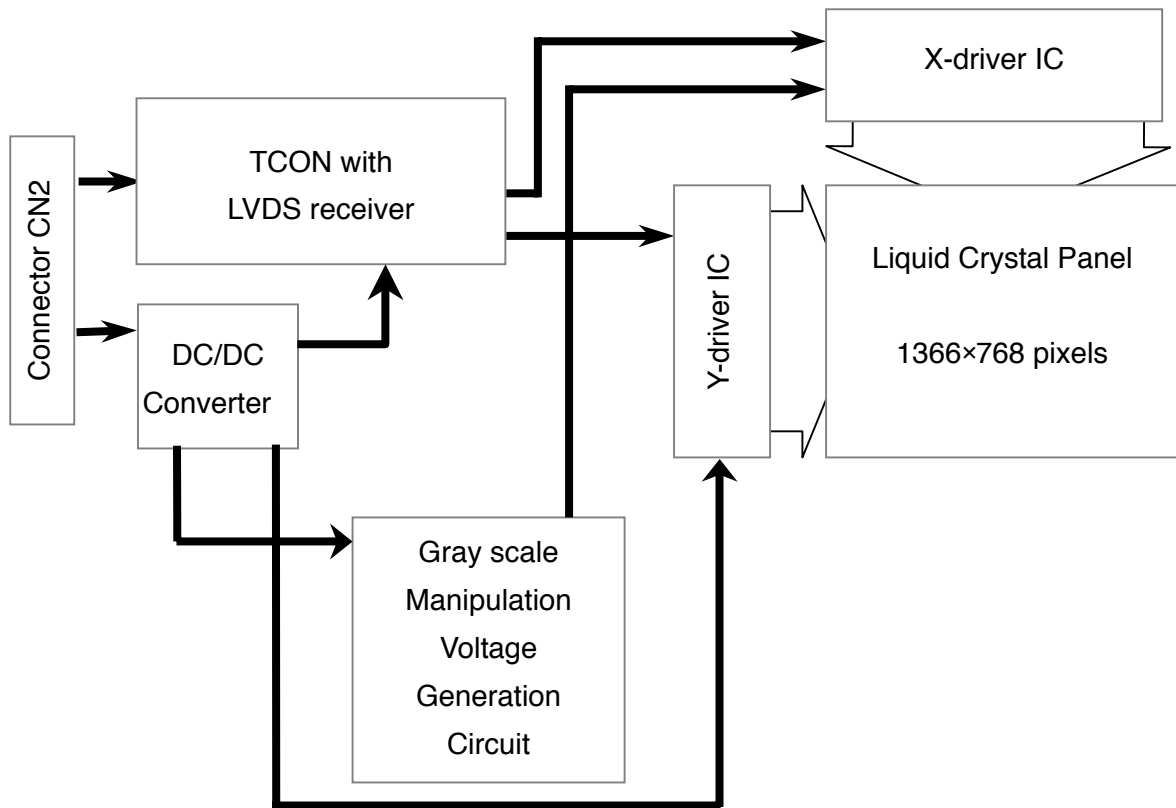 X-driver IC
TCON with
LVDS receiver
Connector CN2
Y-driver IC
Liquid Crystal Panel
1366×768 pixels
DC/DC
Converter
Gray scale
Manipulation
Voltage
Generation
Circuit